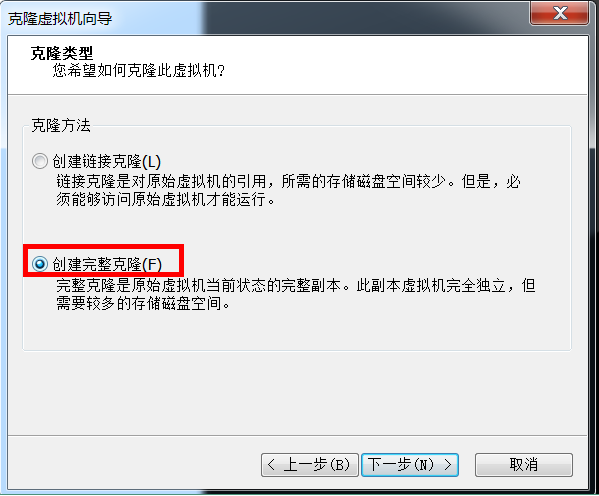 克隆虚拟机向导
克隆类型
您希望如何克隆此虚拟机?
克隆方法
创建链接克隆(L)
链接克隆是对原始虚拟机的引用，所需的存储磁盘空间较少。但是，必
须能够访问原始虚拟机才能运行。
创建完整克隆(F)
完整克隆是原始虚拟机当前状态的完整副本。此副本虚拟机完全独立，但
需要较多的存储磁盘空间。
< 上一步(B) 下一步(N) > 取消